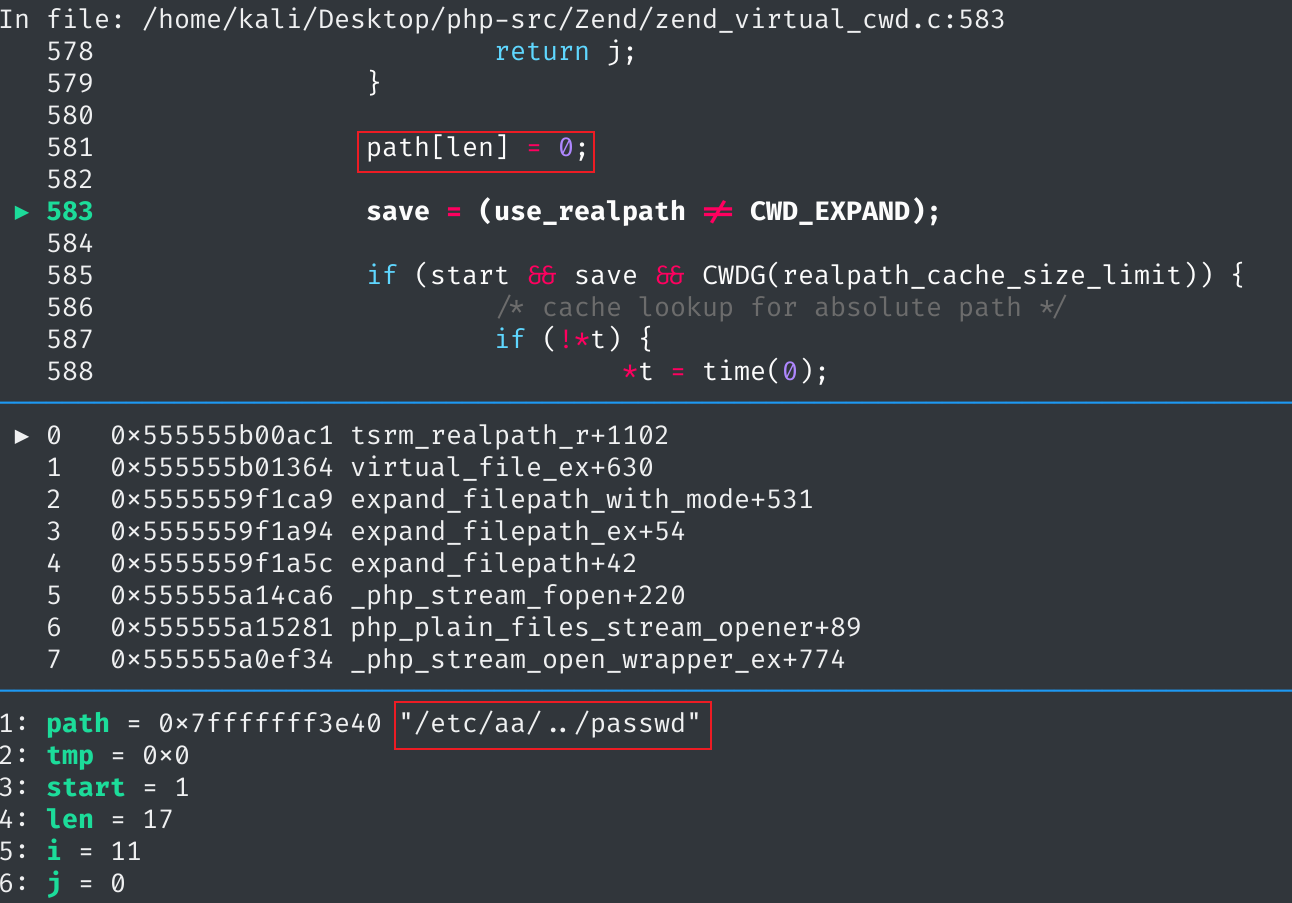 In file: /home/kali/Desktop/php-src/Zend/zend_virtual_cwd.c:583
578 return j;
579 }
580
581 path[len] = 0;
582
► 583 save = (use_realpath != CWD_EXPAND);
584
585 if (start && save && CWDG(realpath_cache_size_limit)) {
586 /* cache lookup for absolute path */
587 if (!*t) {
588 *t = time(0);
► 0 0×555555b00ac1 tsrm_realpath_r+1102
1 0×555555b01364 virtual_file_ex+630
2 0×5555559f1ca9 expand_filepath_with_mode+531
3 0×5555559f1a94 expand_filepath_ex+54
4 0×5555559f1a5c expand_filepath+42
5 0×555555a14ca6 _php_stream_fopen+220
6 0×555555a15281 php_plain_files_stream_opener+89
7 0×555555a0ef34 _php_stream_open_wrapper_ex+774
1: path = 0×7fffffff3e40 "/etc/aa/../passwd"
2: tmp = 0×0
3: start = 1
4: len = 17
5: i = 11
6: j = 0